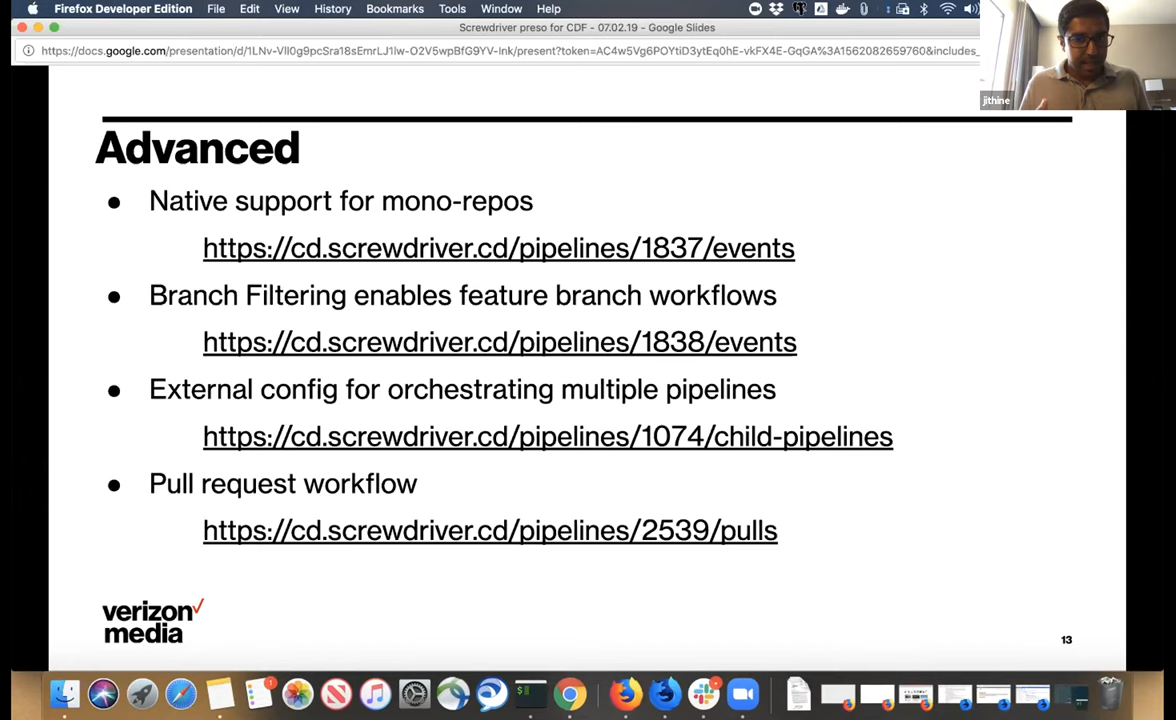 Firefox Developer Edition File Edit View History Bookmarks Tools Window Help
Screwdriver preso for CDF - 07.02.19 - Google Slides
jithine
Advanced
● Native support for mono-repos
https://cd.screwdriver.cd/pipelines/1837/events
● Branch Filtering enables feature branch workflows
https://cd.screwdriver.cd/pipelines/1838/events
● External config for orchestrating multiple pipelines
https://cd.screwdriver.cd/pipelines/1074/child-pipelines
● Pull request workflow
https://cd.screwdriver.cd/pipelines/2539/pulls
verizon✓
media
13